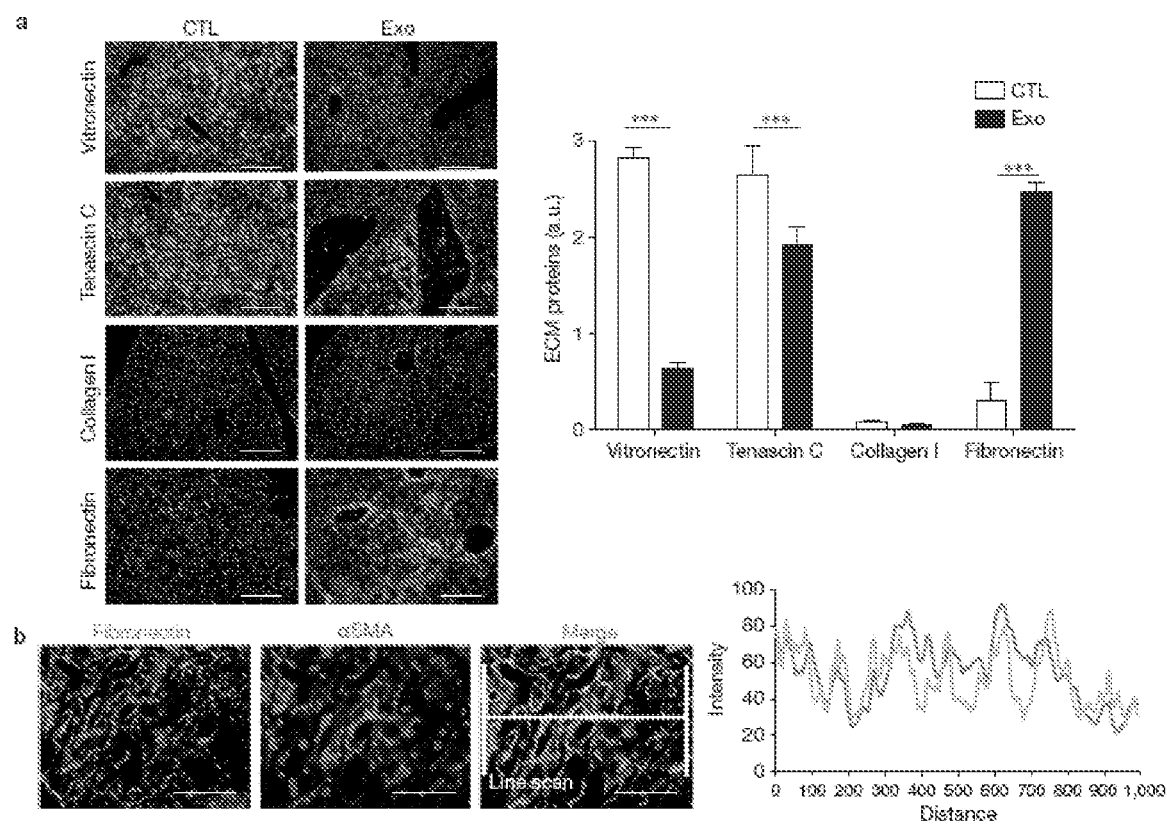 a
CTL
Exo
Vitronectin
Tenascin C
Collagen I
Fibronectin
CTL
Exo
***
***
***
ECM proteins (a.u.)
3
2
1
0
Vitronectin
Tenascin C
Collagen I
Fibronectin
b
Fibronectin
αSMA
Merge
Line scan
Intensity
100
80
60
40
20
0
0 100 200 300 400 500 600 700 800 900 1,000
Distance